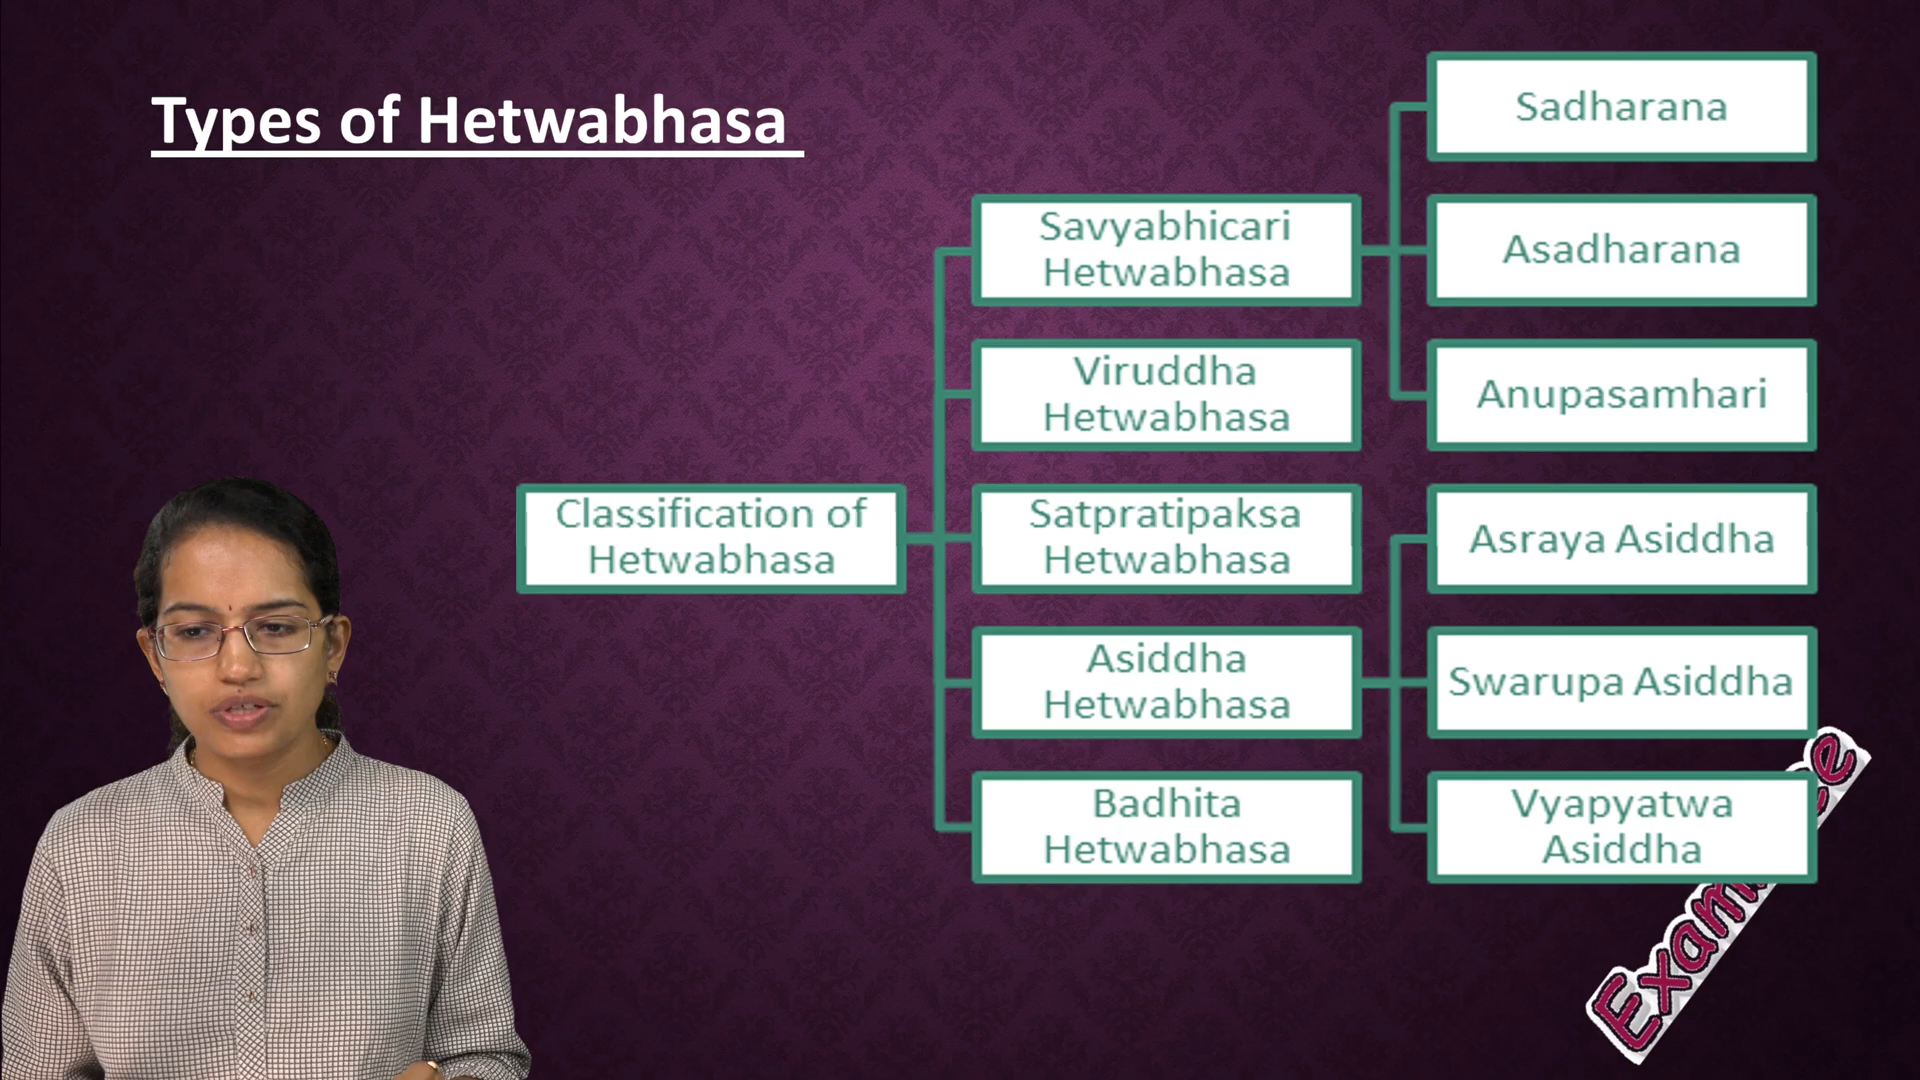 Types of Hetwabhasa
Classification of
Hetwabhasa
Savyabhicari
Hetwabhasa
Viruddha
Hetwabhasa
Satpratipaksa
Hetwabhasa
Asiddha
Hetwabhasa
Badhita
Hetwabhasa
Sadharana
Asadharana
Anupasamhari
Asraya Asiddha
Swarupa Asiddha
Vyapyatwa
Asiddha